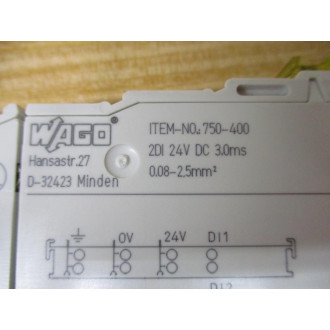 WAGO
Hansastr.27
D-32423 Minden
ITEM-NO.750-400
2DI 24V DC 3.0ms
0.08-2.5mm²
0V 24V DI1
DI2